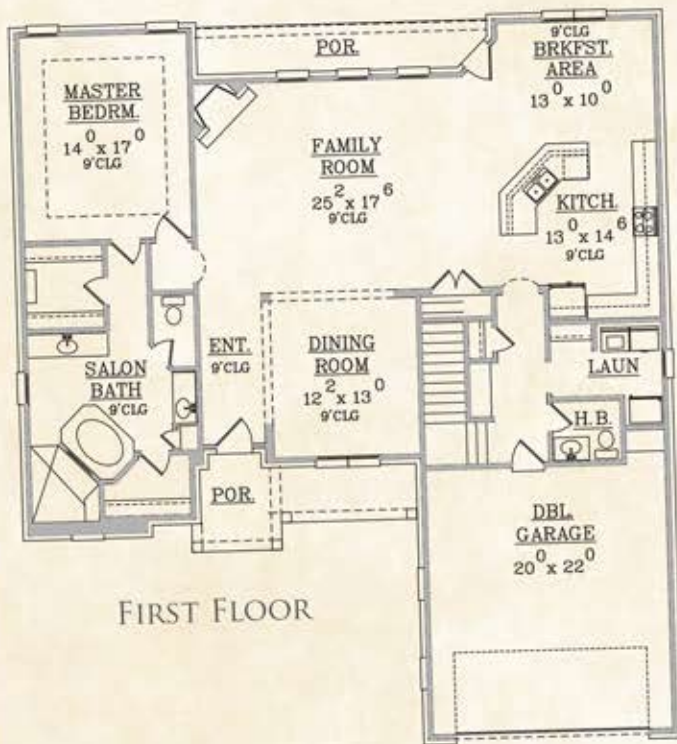 POR.
9'CLG
BRKFST.
AREA
13⁰ x 10⁰
MASTER
BEDRM.
14⁰ x 17⁰
9'CLG
FAMILY
ROOM
25² x 17⁶
9'CLG
KITCH.
13⁰ x 14⁶
9'CLG
SALON
BATH
9'CLG
ENT.
9'CLG
DINING
ROOM
12² x 13⁰
9'CLG
LAUN
H.B.
POR.
DBL.
GARAGE
20⁰ x 22⁰
FIRST FLOOR